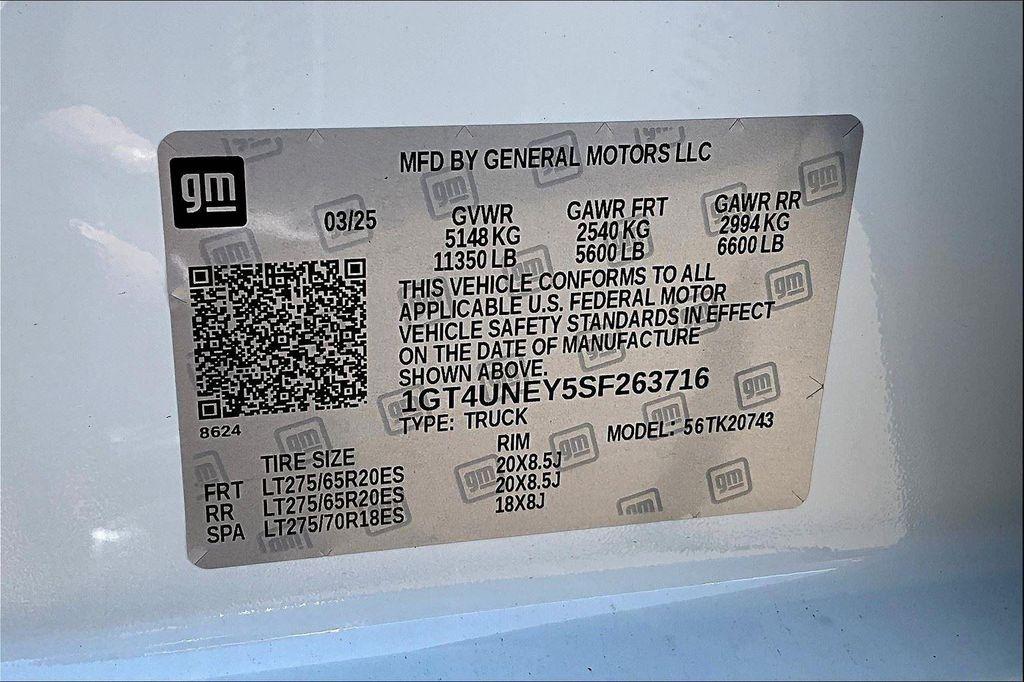 MFD BY GENERAL MOTORS LLC
gm
03/25
GVWR
5148 KG
11350 LB
GAWR FRT
2540 KG
5600 LB
GAWR RR
2994 KG
6600 LB
THIS VEHICLE CONFORMS TO ALL
APPLICABLE U.S. FEDERAL MOTOR
VEHICLE SAFETY STANDARDS IN EFFECT
ON THE DATE OF MANUFACTURE
SHOWN ABOVE.
1GT4UNEY5SF263716
TYPE: TRUCK
MODEL: 56TK20743
8624
TIRE SIZE RIM
FRT LT275/65R20ES 20X8.5J
RR LT275/65R20ES 20X8.5J
SPA LT275/70R18ES 18X8J